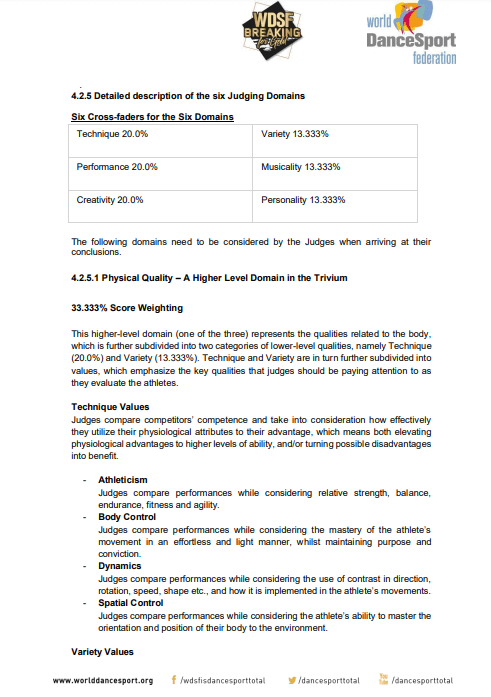 WDSF
BREAKING
for Gold
world
DanceSport
federation
4.2.5 Detailed description of the six Judging Domains
Six Cross-faders for the Six Domains
Technique 20.0% Variety 13.333%
Performance 20.0% Musicality 13.333%
Creativity 20.0% Personality 13.333%
The following domains need to be considered by the Judges when arriving at their
conclusions.
4.2.5.1 Physical Quality – A Higher Level Domain in the Trivium
33.333% Score Weighting
This higher-level domain (one of the three) represents the qualities related to the body,
which is further subdivided into two categories of lower-level qualities, namely Technique
(20.0%) and Variety (13.333%). Technique and Variety are in turn further subdivided into
values, which emphasize the key qualities that judges should be paying attention to as
they evaluate the athletes.
Technique Values
Judges compare competitors' competence and take into consideration how effectively
they utilize their physiological attributes to their advantage, which means both elevating
physiological advantages to higher levels of ability, and/or turning possible disadvantages
into benefit.
- Athleticism
Judges compare performances while considering relative strength, balance,
endurance, fitness and agility.
- Body Control
Judges compare performances while considering the mastery of the athlete's
movement in an effortless and light manner, whilst maintaining purpose and
conviction.
- Dynamics
Judges compare performances while considering the use of contrast in direction,
rotation, speed, shape etc., and how it is implemented in the athlete's movements.
- Spatial Control
Judges compare performances while considering the athlete's ability to master the
orientation and position of their body to the environment.
Variety Values
www.worlddancesport.org f /wdsfisdancesporttotal /dancesporttotal /dancesporttotal